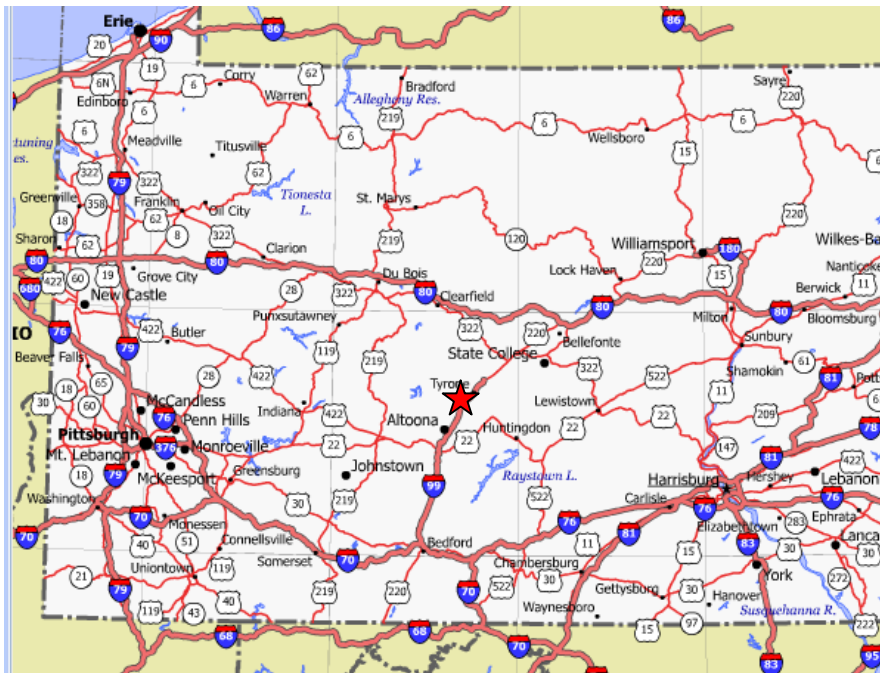 Erie
90
86
86
20
6N
19
6
Corry
62
Warren
Edinboro
6
Bradford
Allegheny Res.
219
Sayre
220
6
Meadville
Titusville
6
6
Wellsboro
6
15
322
79
322
62
Tionesta
L.
St. Marys
Greenville
358
Franklin
Oil City
18
62
8
322
219
120
220
Sharon
62
Clarion
Williamsport
180
Wilkes-Ba
80
19
80
Du Bois
Lock Haven
220
15
Nanticoke
422
60
Grove City
680
New Castle
28
322
80
Clearfield
80
Berwick
11
Milton
80
Bloomsburg
76
422
Butler
Punxsutawney
322
220
Bellefonte
IO
79
119
219
State College
Sunbury
Beaver Falls
322
Shamokin
61
65
28
422
Tyrone
522
11
81
Potts
18
30
60
McCandless
76
Penn Hills
Indiana
422
Lewistown
22
209
Pittsburgh
376
Monroeville
22
Altoona
22
Huntingdon
22
147
78
Mt. Lebanon
81
18
79
McKeesport
Greensburg
Johnstown
Raystown L.
Harrisburg
Hershey
422
Lebanon
Washington
30
219
99
522
Carlisle
76
76
70
70
Monessen
76
81
Elizabethtown
283
Ephrata
40
51
Connellsville
Bedford
11
83
30
Lanca
30
Somerset
70
15
21
Uniontown
119
Chambersburg
York
272
79
219
220
70
522
30
Gettysburg
30
Hanover
119
43
40
Waynesboro
Susquehanna R.
68
68
70
15
97
222
83
95